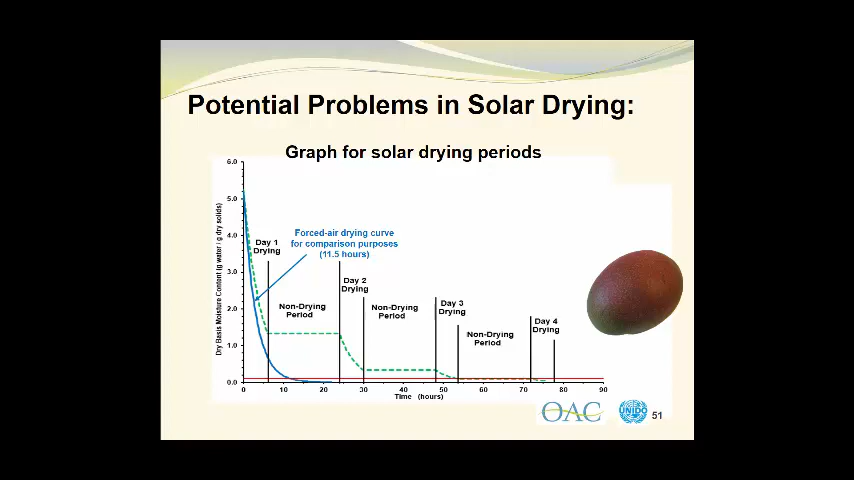 Potential Problems in Solar Drying:
Graph for solar drying periods
6.0
5.0
4.0
3.0
2.0
1.0
0.0
Dry Basis Moisture Content (g water / g dry solids)
Forced-air drying curve
for comparison purposes
(11.5 hours)
Day 1
Drying
Non-Drying
Period
Day 2
Drying
Non-Drying
Period
Day 3
Drying
Non-Drying
Period
Day 4
Drying
0 10 20 30 40 50 60 70 80 90
Time (hours)
OAC
UNIDO
51